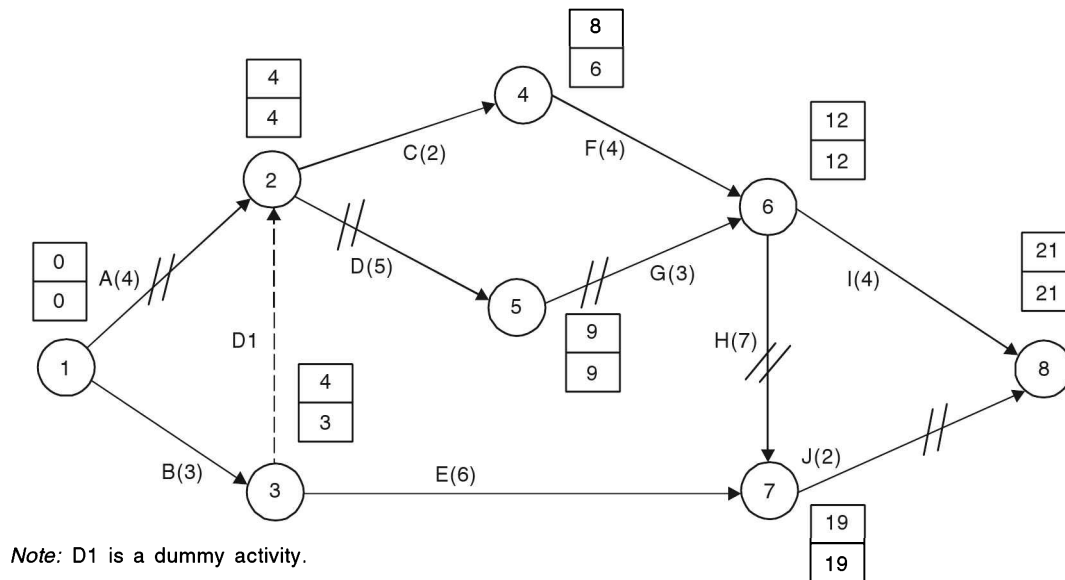 8
6
4
4
4
C(2)
F(4)
12
12
2
6
0
0
A(4)
D(5)
G(3)
I(4)
21
21
5
D1
9
9
H(7)
1
8
4
3
B(3)
E(6)
J(2)
3
7
19
19
Note: D1 is a dummy activity.